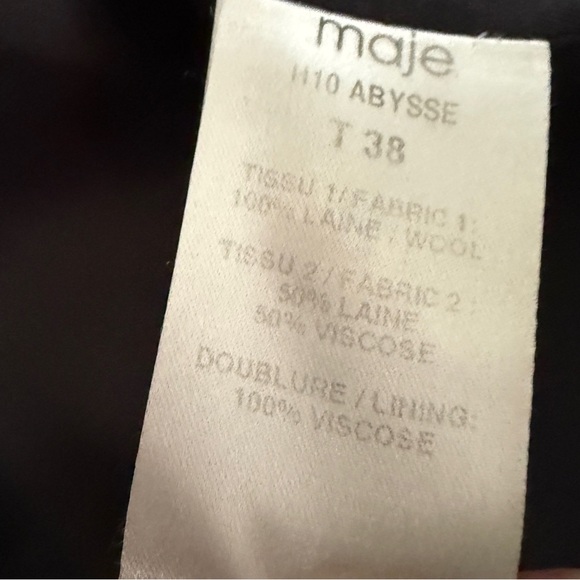 maje
H10 ABYSSE
T 38
TISSU 1/FABRIC 1:
100% LAINE / WOOL
TISSU 2 / FABRIC 2 :
50% LAINE
50% VISCOSE
DOUBLURE / LINING:
100% VISCOSE